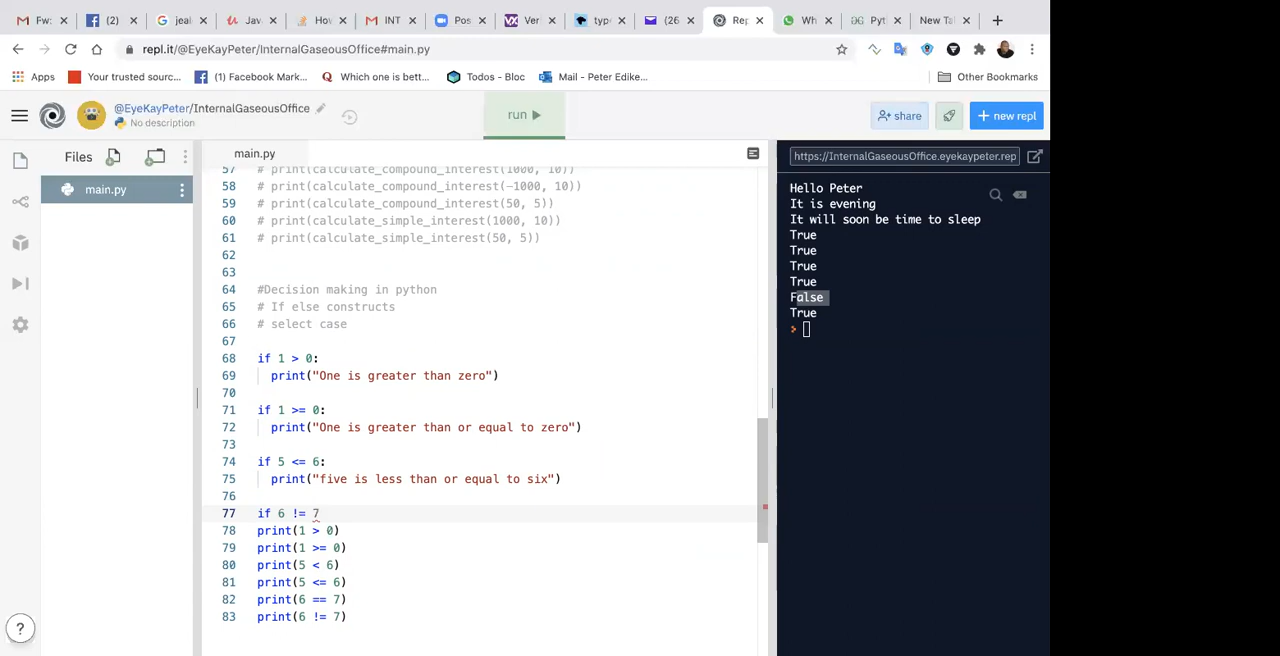 Fw: (2) jeal Jav How INT Pos Ver type (26 Rep Wh Pyt New Tal
repl.it/@EyeKayPeter/InternalGaseousOffice#main.py
Apps Your trusted sourc... (1) Facebook Mark... Which one is bett... Todos - Bloc Mail - Peter Edike... Other Bookmarks
@EyeKayPeter/InternalGaseousOffice
No description
run
share
+ new repl
Files
main.py
main.py
https://InternalGaseousOffice.eyekaypeter.rep
57 # print(calculate_compound_interest(1000, 10))
58 # print(calculate_compound_interest(-1000, 10))
59 # print(calculate_compound_interest(50, 5))
60 # print(calculate_simple_interest(1000, 10))
61 # print(calculate_simple_interest(50, 5))
62
63
64 #Decision making in python
65 # If else constructs
66 # select case
67
68 if 1 > 0:
69 print("One is greater than zero")
70
71 if 1 >= 0:
72 print("One is greater than or equal to zero")
73
74 if 5 <= 6:
75 print("five is less than or equal to six")
76
77 if 6 != 7
78 print(1 > 0)
79 print(1 >= 0)
80 print(5 < 6)
81 print(5 <= 6)
82 print(6 == 7)
83 print(6 != 7)
Hello Peter
It is evening
It will soon be time to sleep
True
True
True
True
False
True
>
?